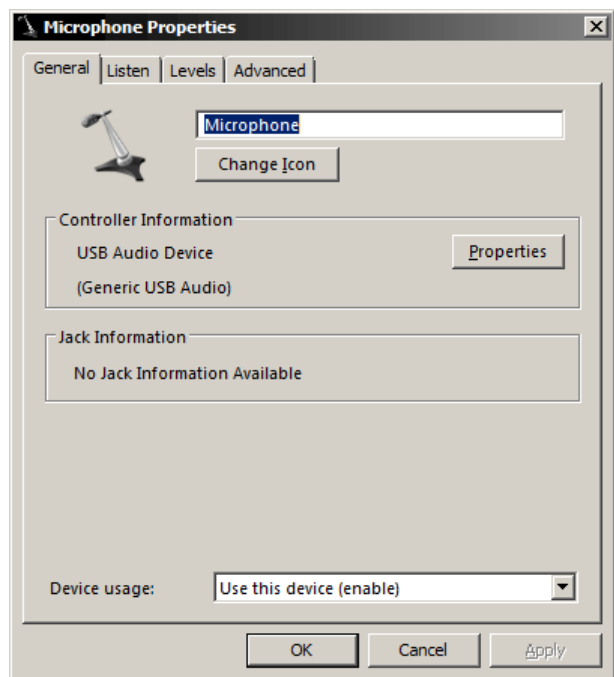 Microphone Properties
General Listen Levels Advanced
Microphone
Change Icon
Controller Information
USB Audio Device
Properties
(Generic USB Audio)
Jack Information
No Jack Information Available
Device usage:
Use this device (enable)
OK Cancel Apply